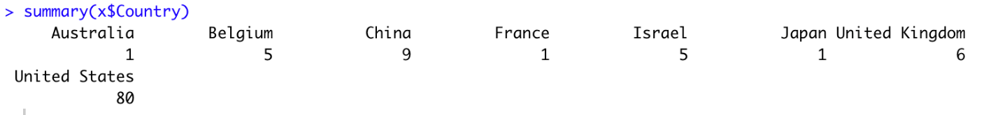 > summary(x$Country)
     Australia        Belgium          China         France         Israel          Japan United Kingdom
             1              5              9              1              5              1              6
 United States
            80